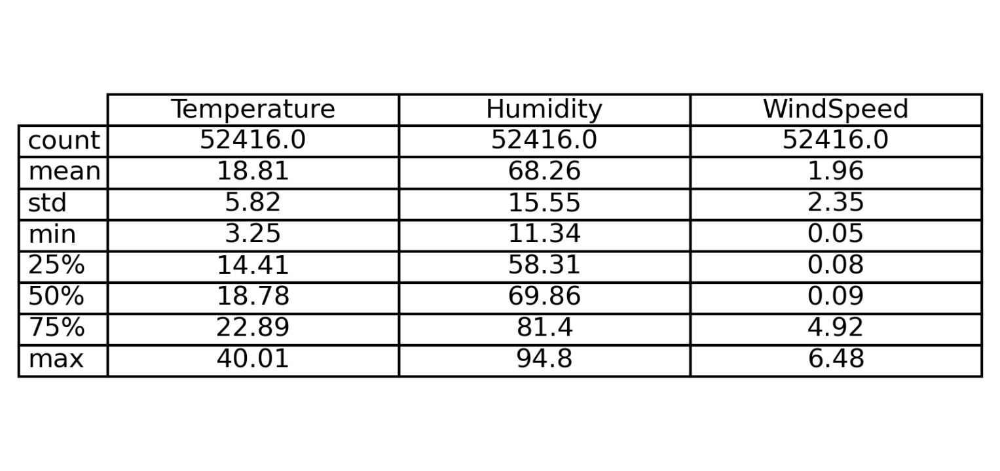 Temperature Humidity WindSpeed
count 52416.0 52416.0 52416.0
mean 18.81 68.26 1.96
std 5.82 15.55 2.35
min 3.25 11.34 0.05
25% 14.41 58.31 0.08
50% 18.78 69.86 0.09
75% 22.89 81.4 4.92
max 40.01 94.8 6.48